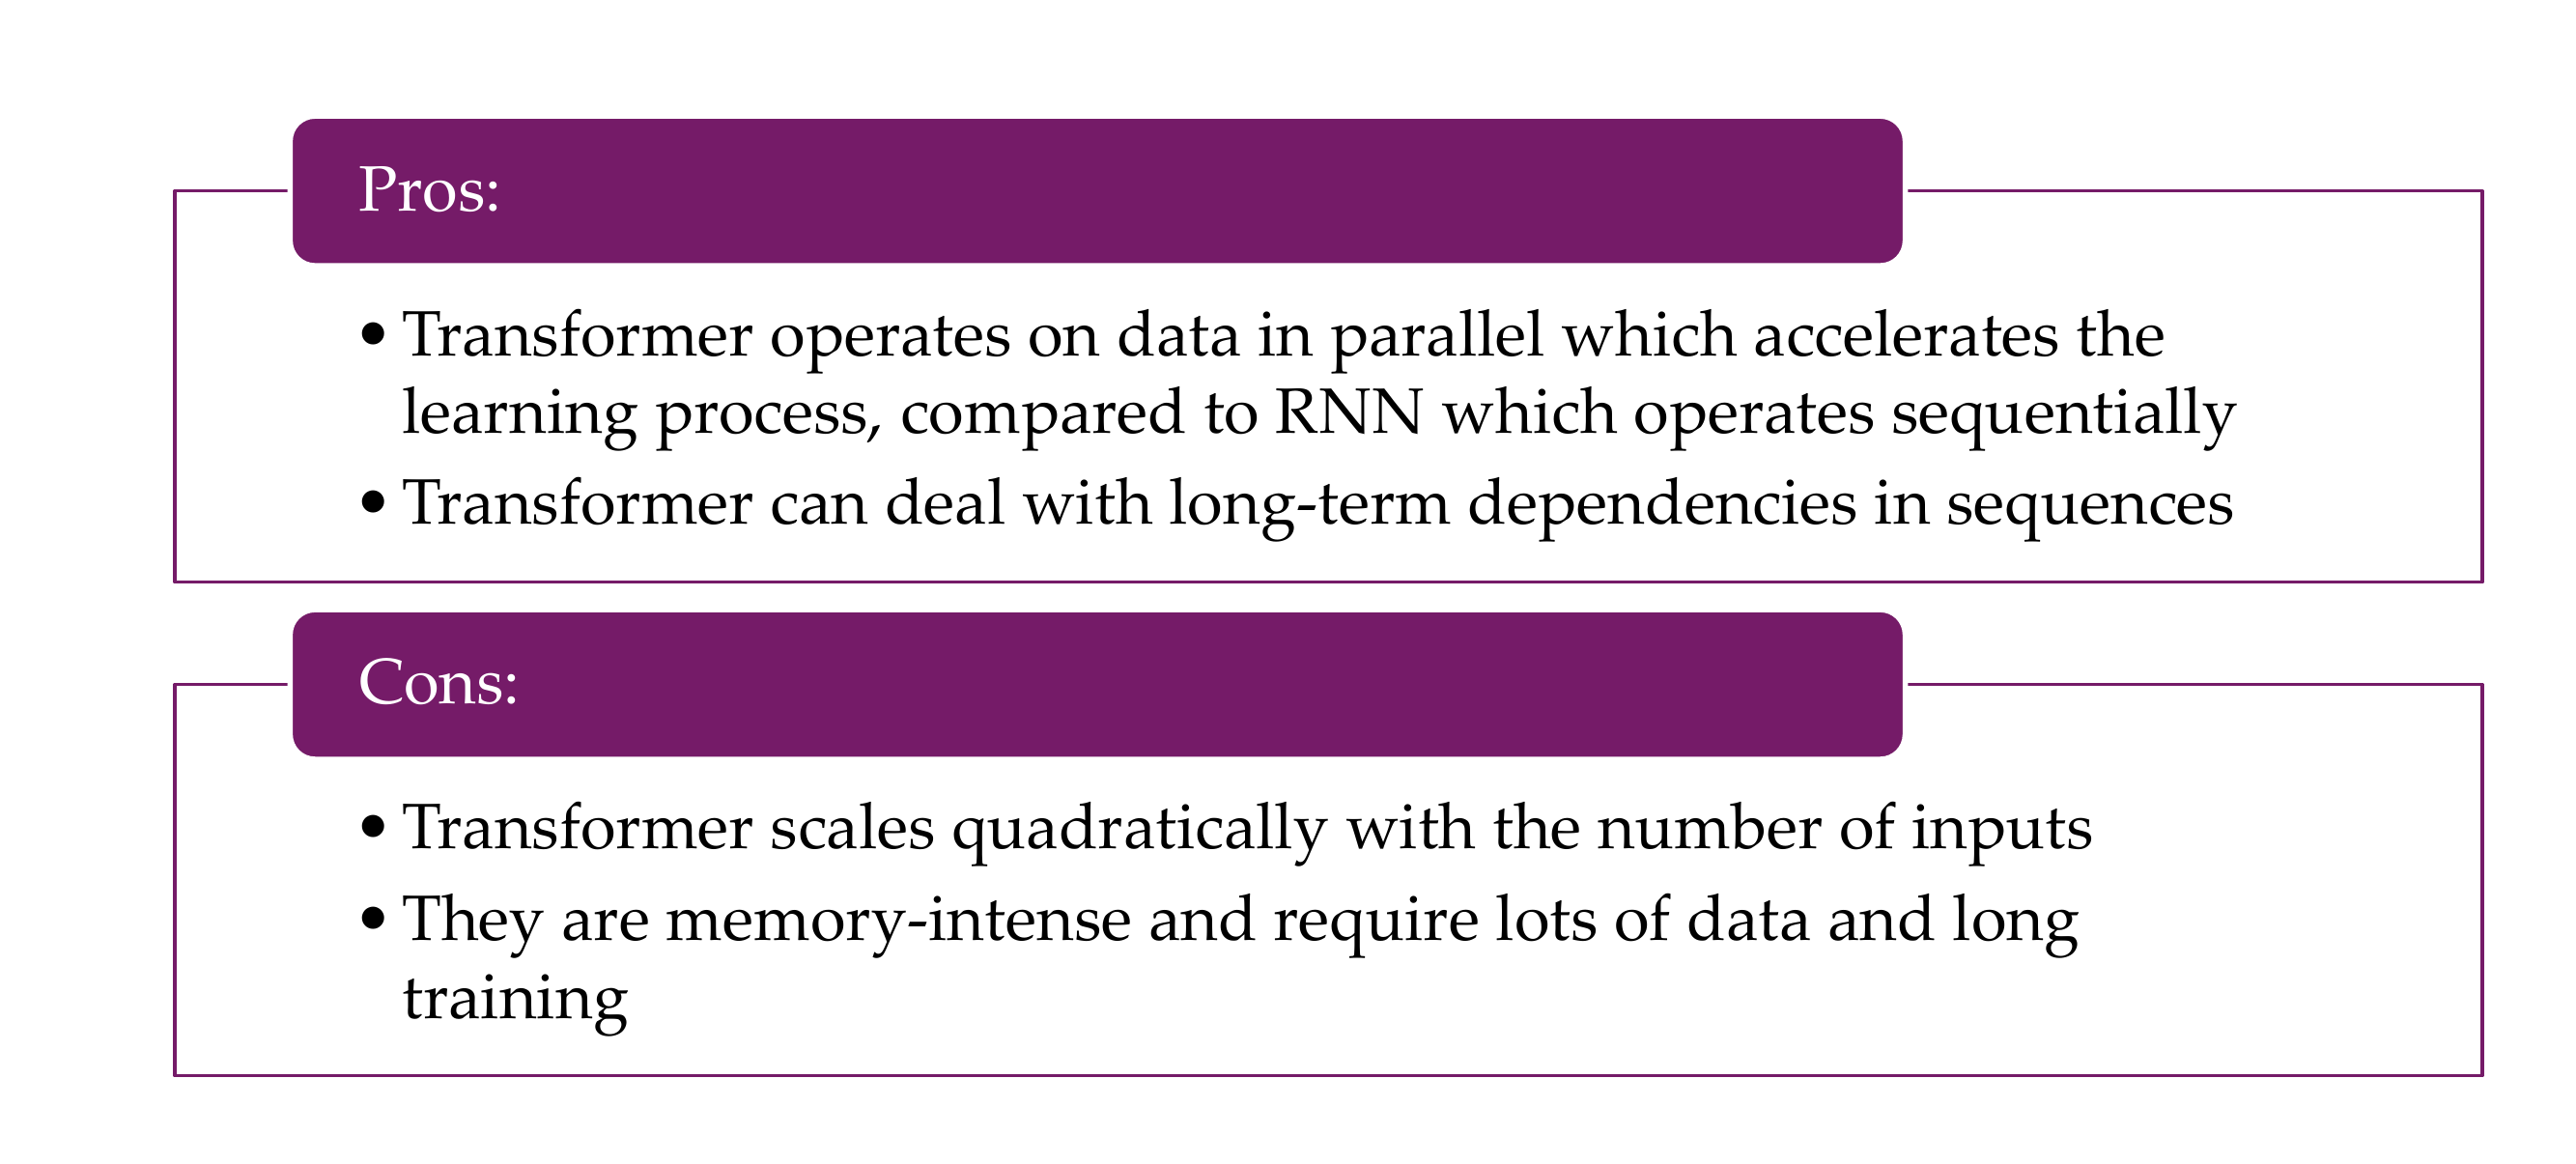 Pros:
• Transformer operates on data in parallel which accelerates the
learning process, compared to RNN which operates sequentially
• Transformer can deal with long-term dependencies in sequences
Cons:
• Transformer scales quadratically with the number of inputs
• They are memory-intense and require lots of data and long
training